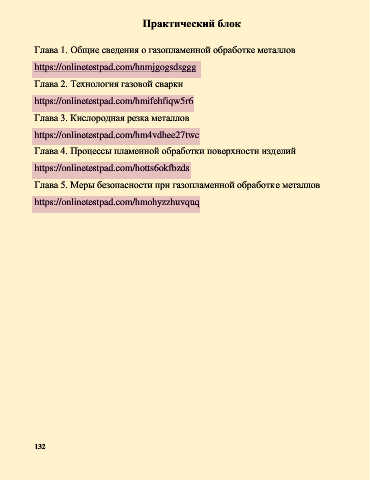 Практический блок
Глава 1. Общие сведения о газопламенной обработке металлов
https://onlinetestpad.com/hnmjgogsdsggg
Глава 2. Технология газовой сварки
https://onlinetestpad.com/hmifehfiqw5r6
Глава 3. Кислородная резка металлов
https://onlinetestpad.com/hm4vdhee27twc
Глава 4. Процессы пламенной обработки поверхности изделий
https://onlinetestpad.com/hotts6okfbzds
Глава 5. Меры безопасности при газопламенной обработке металлов
https://onlinetestpad.com/hmohyzzhuvquq
132